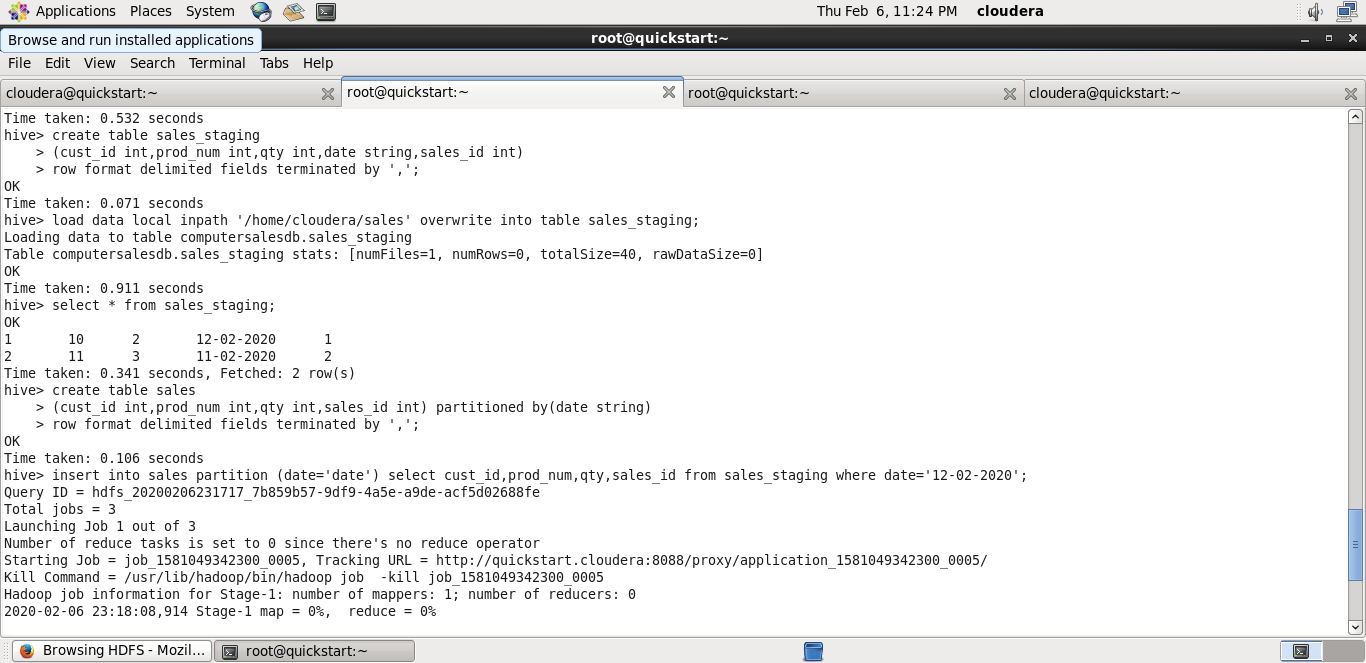 Applications Places System Thu Feb 6, 11:24 PM cloudera
Browse and run installed applications
root@quickstart:~
File Edit View Search Terminal Tabs Help
cloudera@quickstart:~ root@quickstart:~ root@quickstart:~ cloudera@quickstart:~
Time taken: 0.532 seconds
hive> create table sales_staging
    > (cust_id int,prod_num int,qty int,date string,sales_id int)
    > row format delimited fields terminated by ',';
OK
Time taken: 0.071 seconds
hive> load data local inpath '/home/cloudera/sales' overwrite into table sales_staging;
Loading data to table computersalesdb.sales_staging
Table computersalesdb.sales_staging stats: [numFiles=1, numRows=0, totalSize=40, rawDataSize=0]
OK
Time taken: 0.911 seconds
hive> select * from sales_staging;
OK
1       10      2       12-02-2020      1
2       11      3       11-02-2020      2
Time taken: 0.341 seconds, Fetched: 2 row(s)
hive> create table sales
    > (cust_id int,prod_num int,qty int,sales_id int) partitioned by(date string)
    > row format delimited fields terminated by ',';
OK
Time taken: 0.106 seconds
hive> insert into sales partition (date='date') select cust_id,prod_num,qty,sales_id from sales_staging where date='12-02-2020';
Query ID = hdfs_20200206231717_7b859b57-9df9-4a5e-a9de-acf5d02688fe
Total jobs = 3
Launching Job 1 out of 3
Number of reduce tasks is set to 0 since there's no reduce operator
Starting Job = job_1581049342300_0005, Tracking URL = http://quickstart.cloudera:8088/proxy/application_1581049342300_0005/
Kill Command = /usr/lib/hadoop/bin/hadoop job  -kill job_1581049342300_0005
Hadoop job information for Stage-1: number of mappers: 1; number of reducers: 0
2020-02-06 23:18:08,914 Stage-1 map = 0%,  reduce = 0%
Browsing HDFS - Mozil... root@quickstart:~